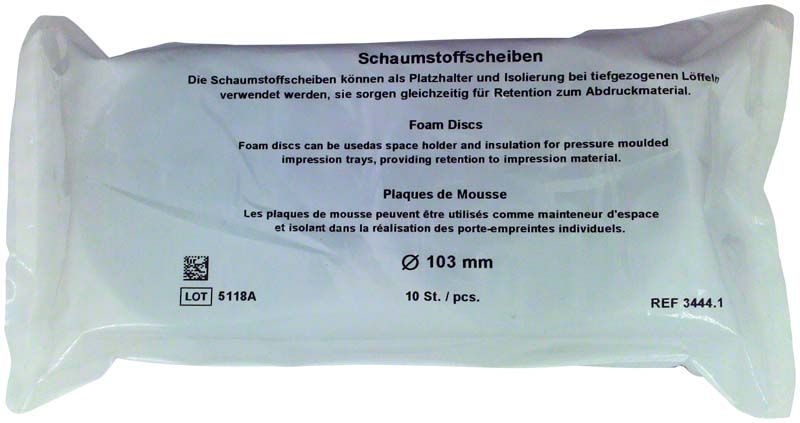 Schaumstoffscheiben
Die Schaumstoffscheiben können als Platzhalter und Isolierung bei tiefgezogenen Löffeln
verwendet werden, sie sorgen gleichzeitig für Retention zum Abdruckmaterial.
Foam Discs
Foam discs can be usedas space holder and insulation for pressure moulded
impression trays, providing retention to impression material.
Plaques de Mousse
Les plaques de mousse peuvent être utilisés comme mainteneur d'espace
et isolant dans la réalisation des porte-empreintes individuels.
Ø 103 mm
LOT 5118A
10 St. / pcs.
REF 3444.1